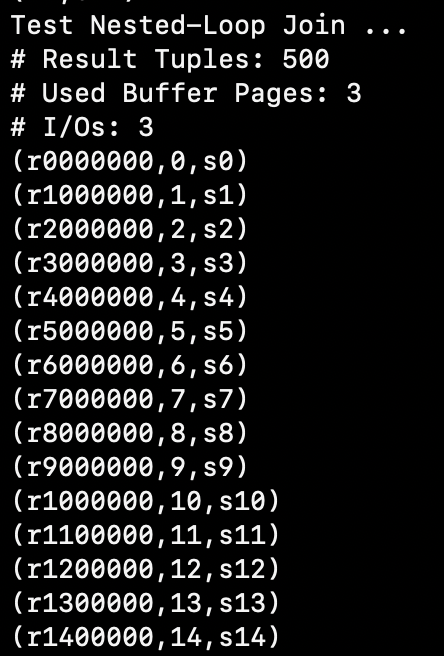 Test Nested-Loop Join ...
# Result Tuples: 500
# Used Buffer Pages: 3
# I/Os: 3
(r0000000,0,s0)
(r1000000,1,s1)
(r2000000,2,s2)
(r3000000,3,s3)
(r4000000,4,s4)
(r5000000,5,s5)
(r6000000,6,s6)
(r7000000,7,s7)
(r8000000,8,s8)
(r9000000,9,s9)
(r1000000,10,s10)
(r1100000,11,s11)
(r1200000,12,s12)
(r1300000,13,s13)
(r1400000,14,s14)